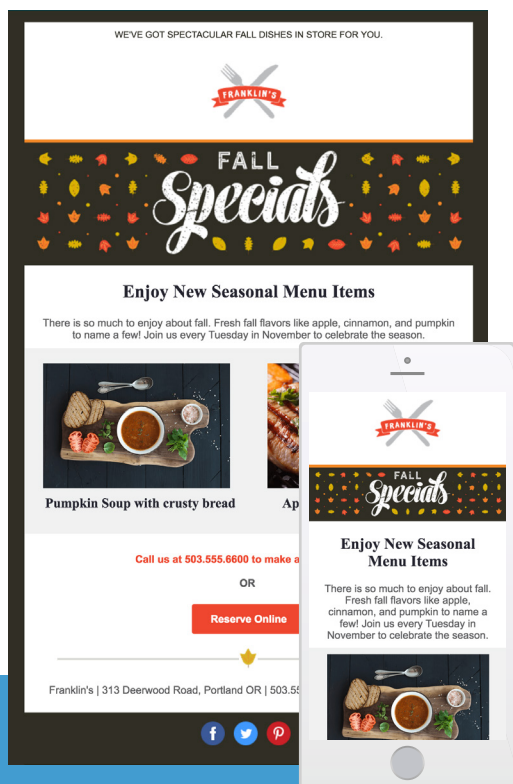 WE'VE GOT SPECTACULAR FALL DISHES IN STORE FOR YOU.
FRANKLIN'S
FALL
Specials
Enjoy New Seasonal Menu Items
There is so much to enjoy about fall. Fresh fall flavors like apple, cinnamon, and pumpkin
to name a few! Join us every Tuesday in November to celebrate the season.
Pumpkin Soup with crusty bread
Ap
Call us at 503.555.6600 to make a
OR
Reserve Online
Franklin's | 313 Deerwood Road, Portland OR | 503.55
FRANKLIN'S
FALL
Specials
Enjoy New Seasonal
Menu Items
There is so much to enjoy about fall.
Fresh fall flavors like apple,
cinnamon, and pumpkin to name a
few! Join us every Tuesday in
November to celebrate the season.